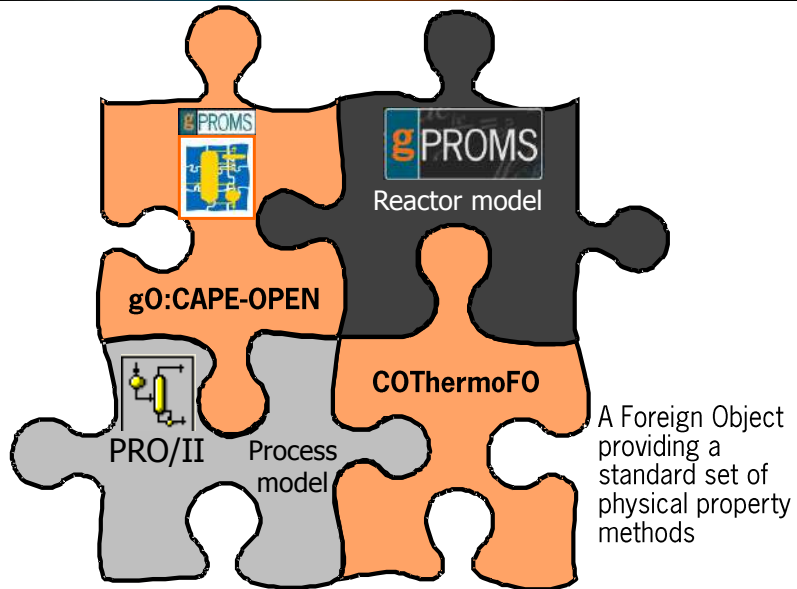 gPROMS
gPROMS
Reactor model
gO:CAPE-OPEN
COThermoFO
PRO/II
Process
model
A Foreign Object
providing a
standard set of
physical property
methods